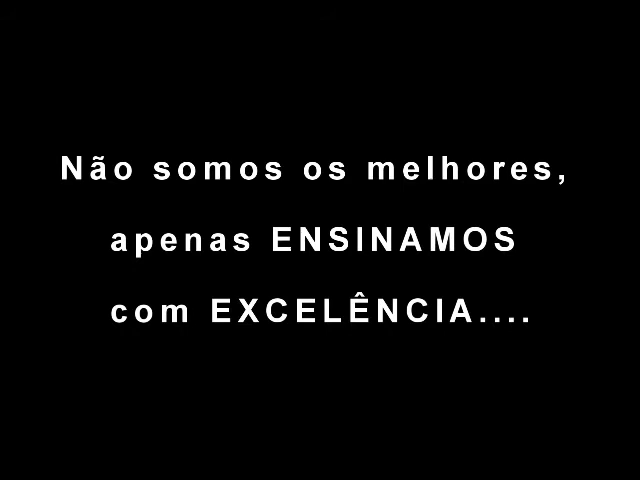 Não somos os melhores,
apenas ENSINAMOS
com EXCELÊNCIA....